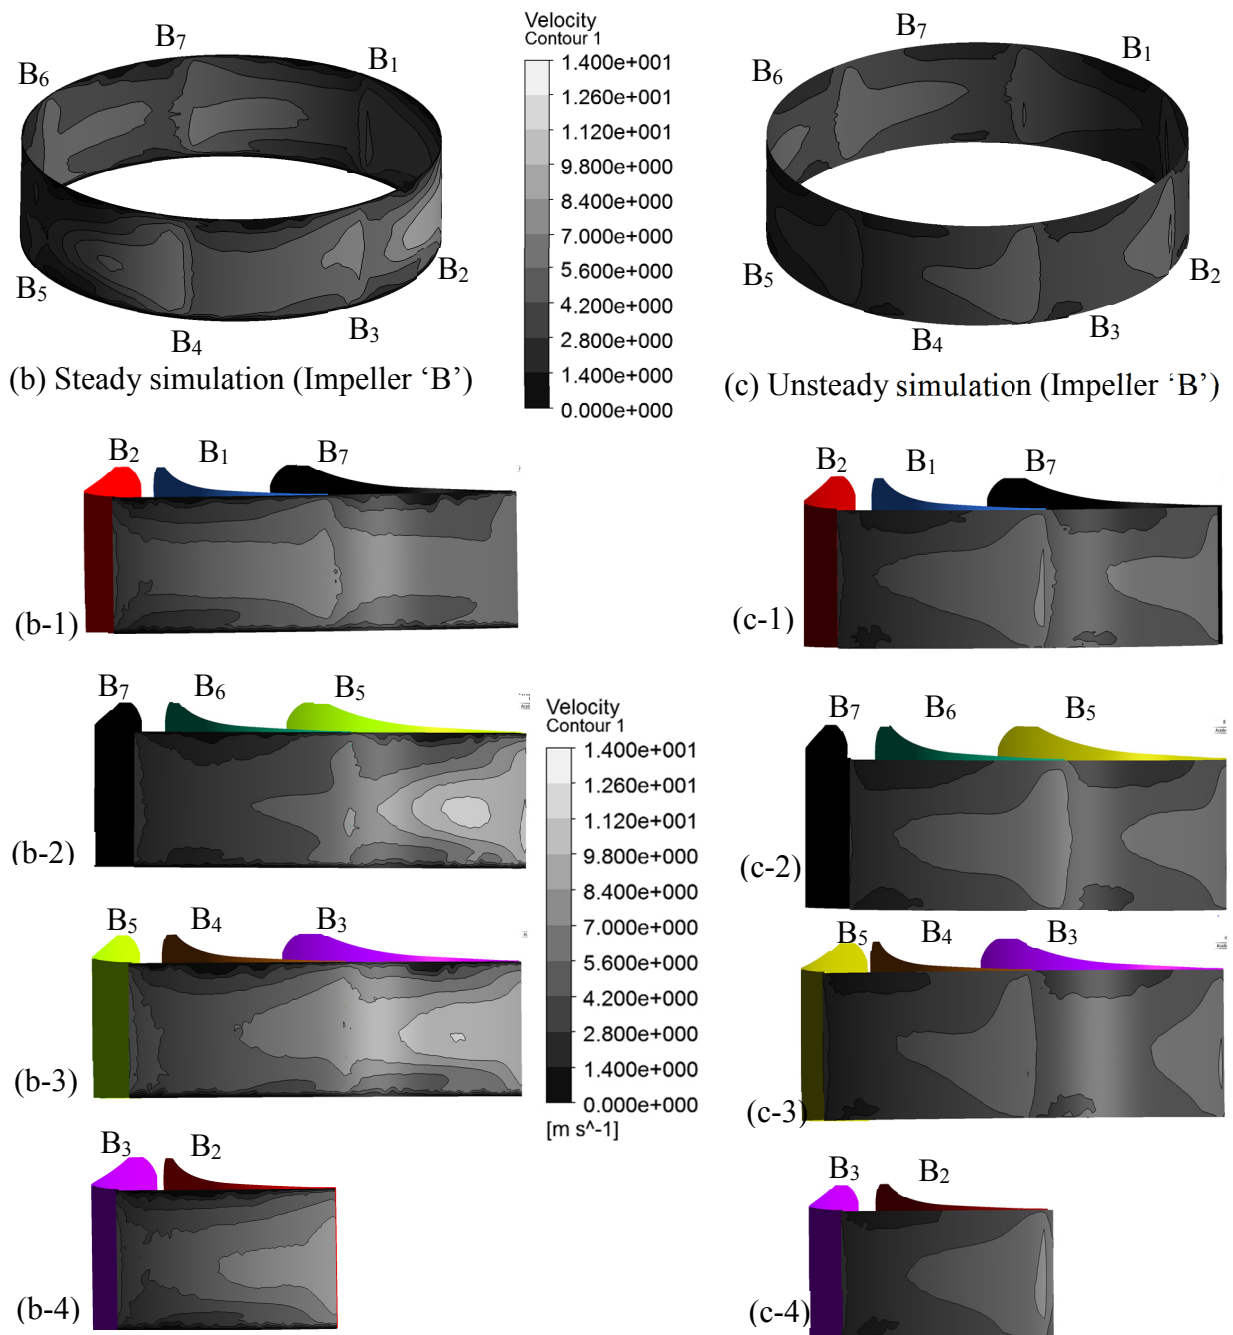 B7
B6
B1
B5
B4
B3
B2
(b) Steady simulation (Impeller ‘B’)
Velocity
Contour 1
1.400e+001
1.260e+001
1.120e+001
9.800e+000
8.400e+000
7.000e+000
5.600e+000
4.200e+000
2.800e+000
1.400e+000
0.000e+000
B7
B6
B1
B5
B4
B3
B2
(c) Unsteady simulation (Impeller ‘B’)
B2 B1 B7
(b-1)
B2 B1 B7
(c-1)
B7 B6 B5
(b-2)
B7 B6 B5
(c-2)
Velocity
Contour 1
1.400e+001
1.260e+001
1.120e+001
9.800e+000
8.400e+000
7.000e+000
5.600e+000
4.200e+000
2.800e+000
1.400e+000
0.000e+000
[m s^-1]
B5 B4 B3
(b-3)
B5 B4 B3
(c-3)
B3 B2
(b-4)
B3 B2
(c-4)